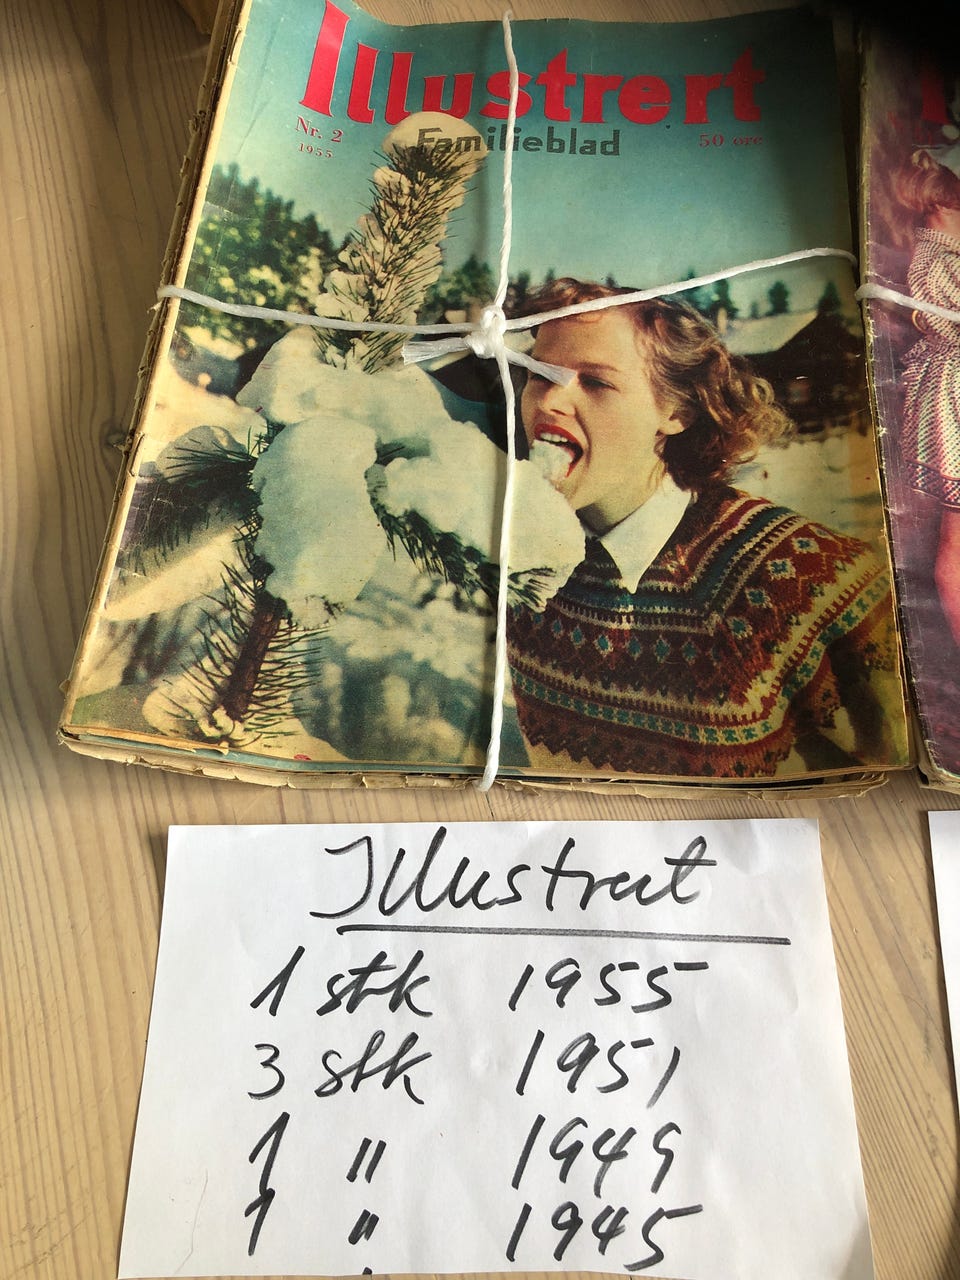 Illustrert
Familieblad
Nr. 2
1955
50 øre
Illustrert
1 stk 1955
3 stk 1951
1 " 1949
1 " 1945